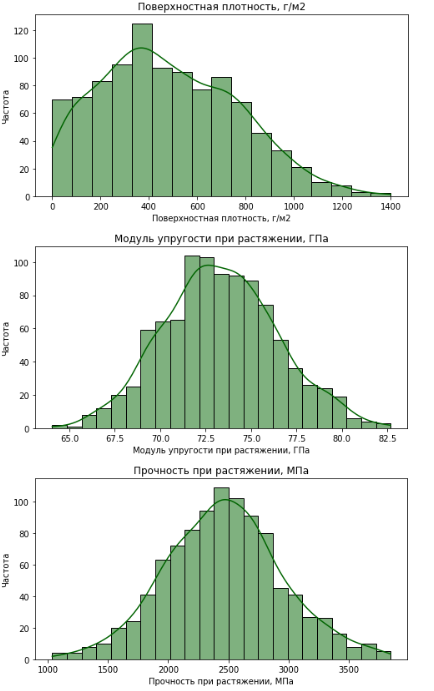 Поверхностная плотность, г/м2
120
100
80
60
40
20
0
Частота
0 200 400 600 800 1000 1200 1400
Поверхностная плотность, г/м2
Модуль упругости при растяжении, ГПа
100
80
60
40
20
0
Частота
65.0 67.5 70.0 72.5 75.0 77.5 80.0 82.5
Модуль упругости при растяжении, ГПа
Прочность при растяжении, МПа
100
80
60
40
20
0
Частота
1000 1500 2000 2500 3000 3500
Прочность при растяжении, МПа